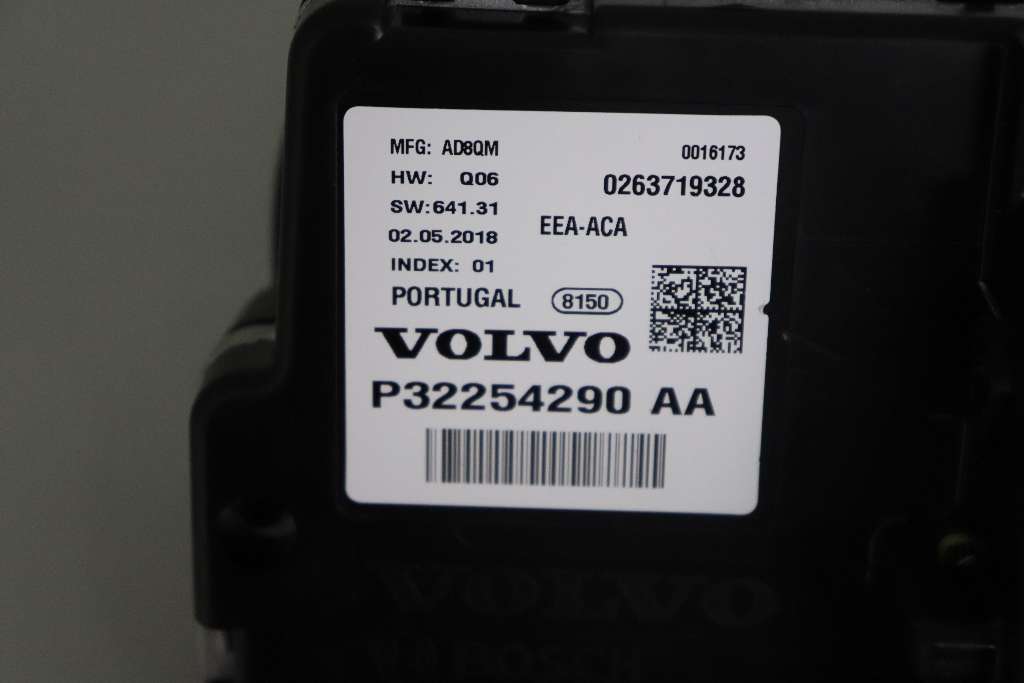 MFG: AD8QM
0016173
HW: Q06
0263719328
SW:641.31
EEA-ACA
02.05.2018
INDEX: 01
PORTUGAL 8150
VOLVO
P32254290 AA
VOLVO
BOSCH